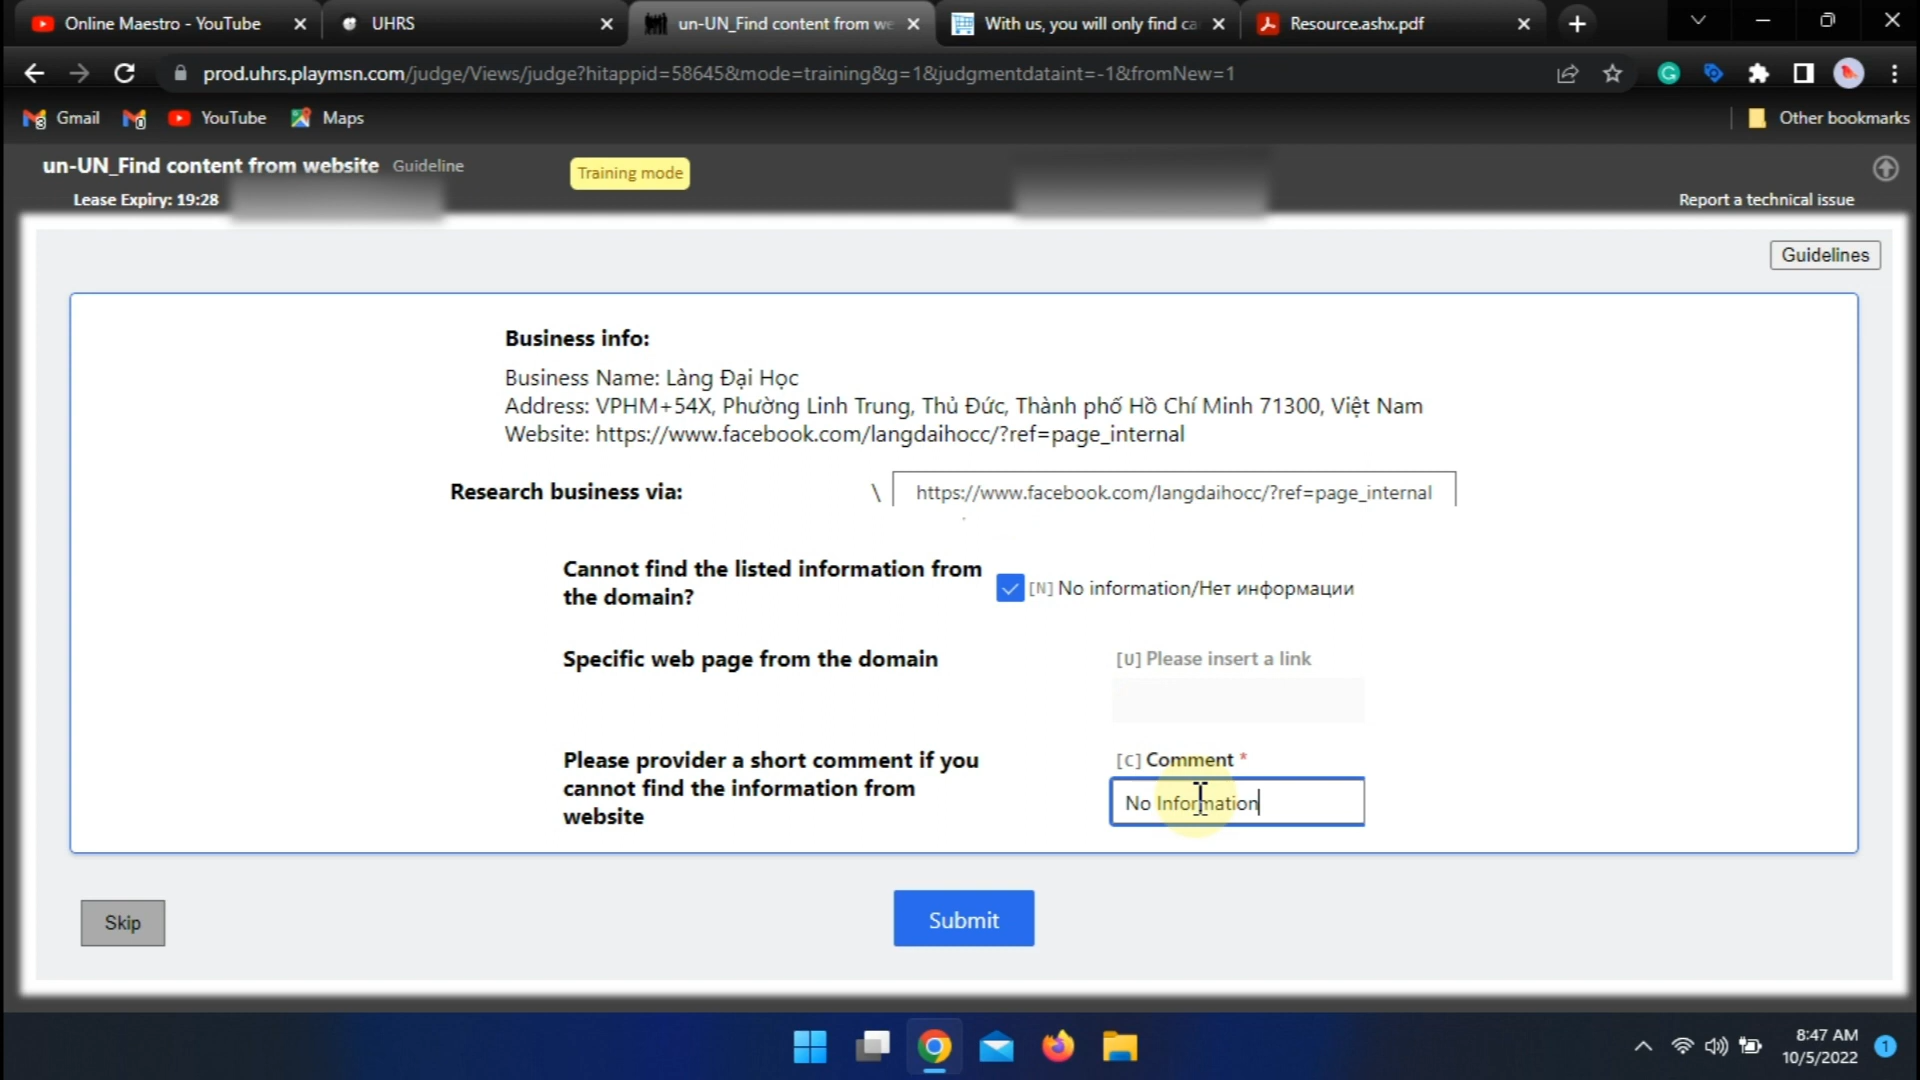 Online Maestro - YouTube
UHRS
un-UN_Find content from we
With us, you will only find ca
Resource.ashx.pdf
prod.uhrs.playmsn.com/judge/Views/judge?hitappid=58645&mode=training&g=1&judgmentdataint=-1&fromNew=1
Gmail
YouTube
Maps
Other bookmarks
un-UN_Find content from website
Guideline
Training mode
Lease Expiry: 19:28
Report a technical issue
Guidelines
Business info:
Business Name: Làng Đại Học
Address: VPHM+54X, Phường Linh Trung, Thủ Đức, Thành phố Hồ Chí Minh 71300, Việt Nam
Website: https://www.facebook.com/langdaihocc/?ref=page_internal
Research business via:
\ https://www.facebook.com/langdaihocc/?ref=page_internal
Cannot find the listed information from
the domain?
[N] No information/Нет информации
Specific web page from the domain
[U] Please insert a link
Please provider a short comment if you
cannot find the information from
website
[C] Comment *
No Information
Skip
Submit
8:47 AM
10/5/2022
1